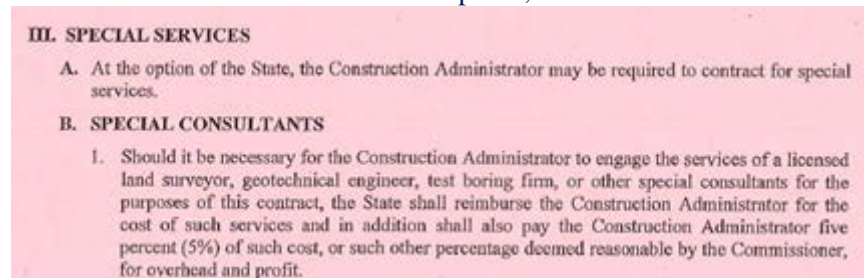 III. SPECIAL SERVICES
A. At the option of the State, the Construction Administrator may be required to contract for special
services.
B. SPECIAL CONSULTANTS
1. Should it be necessary for the Construction Administrator to engage the services of a licensed
land surveyor, geotechnical engineer, test boring firm, or other special consultants for the
purposes of this contract, the State shall reimburse the Construction Administrator for the
cost of such services and in addition shall also pay the Construction Administrator five
percent (5%) of such cost, or such other percentage deemed reasonable by the Commissioner,
for overhead and profit.